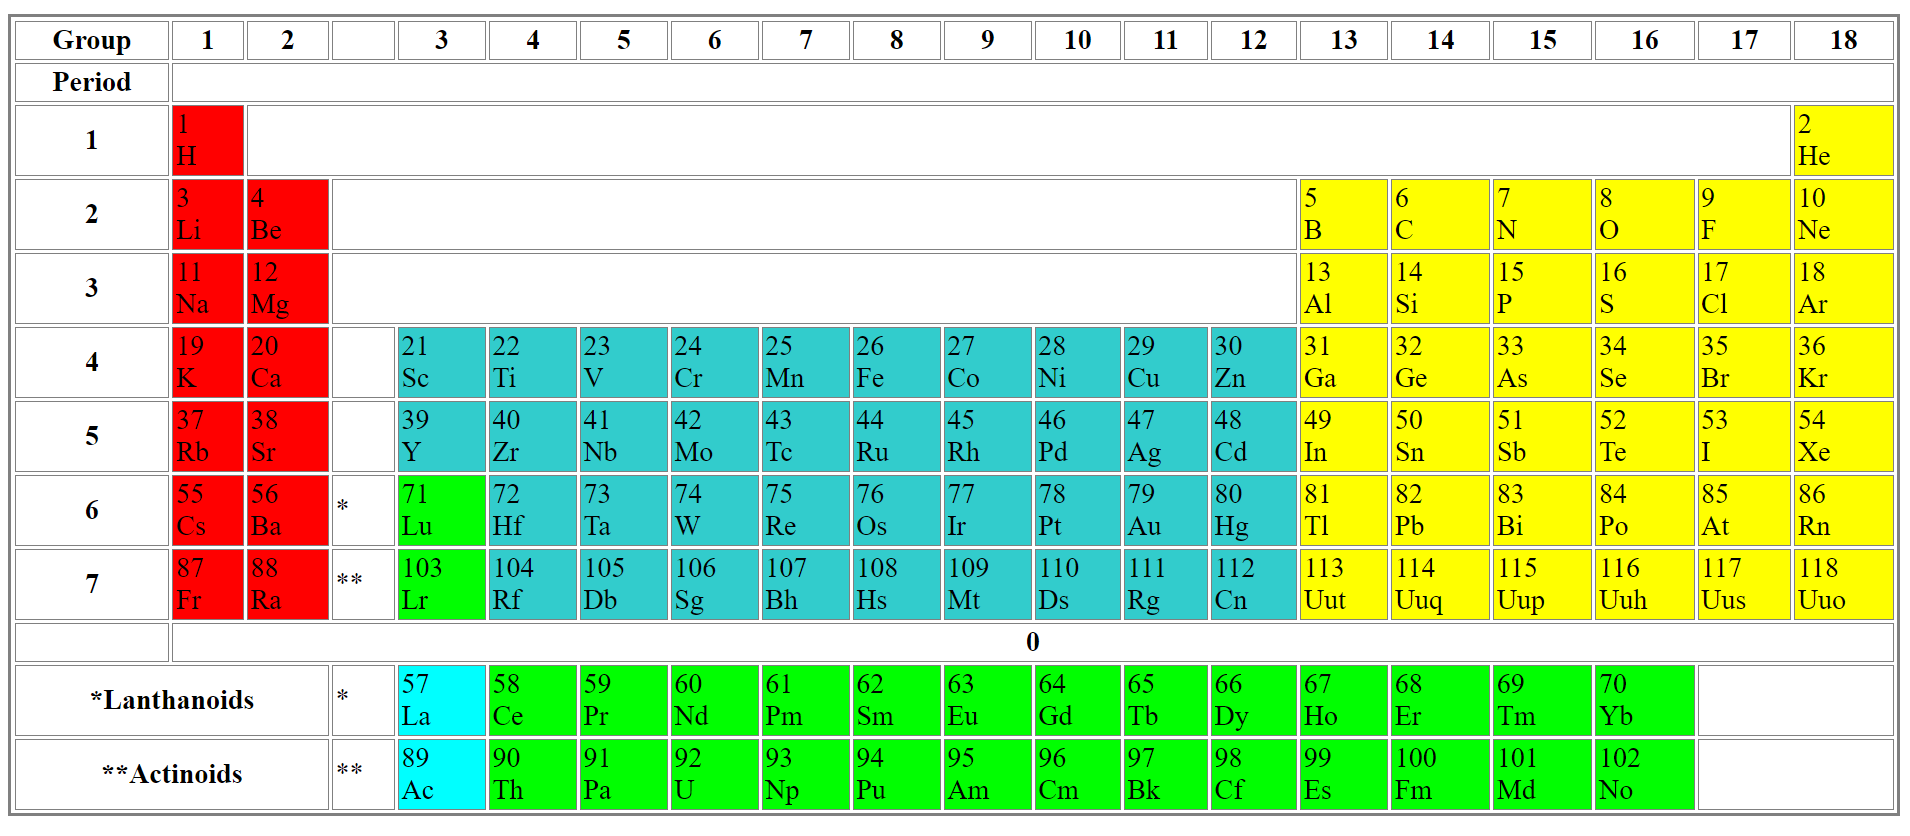 Group 1 2 3 4 5 6 7 8 9 10 11 12 13 14 15 16 17 18
Period
1 1 2
H He
2 3 4 5 6 7 8 9 10
Li Be B C N O F Ne
3 11 12 13 14 15 16 17 18
Na Mg Al Si P S Cl Ar
4 19 20 21 22 23 24 25 26 27 28 29 30 31 32 33 34 35 36
K Ca Sc Ti V Cr Mn Fe Co Ni Cu Zn Ga Ge As Se Br Kr
5 37 38 39 40 41 42 43 44 45 46 47 48 49 50 51 52 53 54
Rb Sr Y Zr Nb Mo Tc Ru Rh Pd Ag Cd In Sn Sb Te I Xe
6 55 56 * 71 72 73 74 75 76 77 78 79 80 81 82 83 84 85 86
Cs Ba Lu Hf Ta W Re Os Ir Pt Au Hg Tl Pb Bi Po At Rn
7 87 88 ** 103 104 105 106 107 108 109 110 111 112 113 114 115 116 117 118
Fr Ra Lr Rf Db Sg Bh Hs Mt Ds Rg Cn Uut Uuq Uup Uuh Uus Uuo
0
*Lanthanoids * 57 58 59 60 61 62 63 64 65 66 67 68 69 70
La Ce Pr Nd Pm Sm Eu Gd Tb Dy Ho Er Tm Yb
**Actinoids ** 89 90 91 92 93 94 95 96 97 98 99 100 101 102
Ac Th Pa U Np Pu Am Cm Bk Cf Es Fm Md No